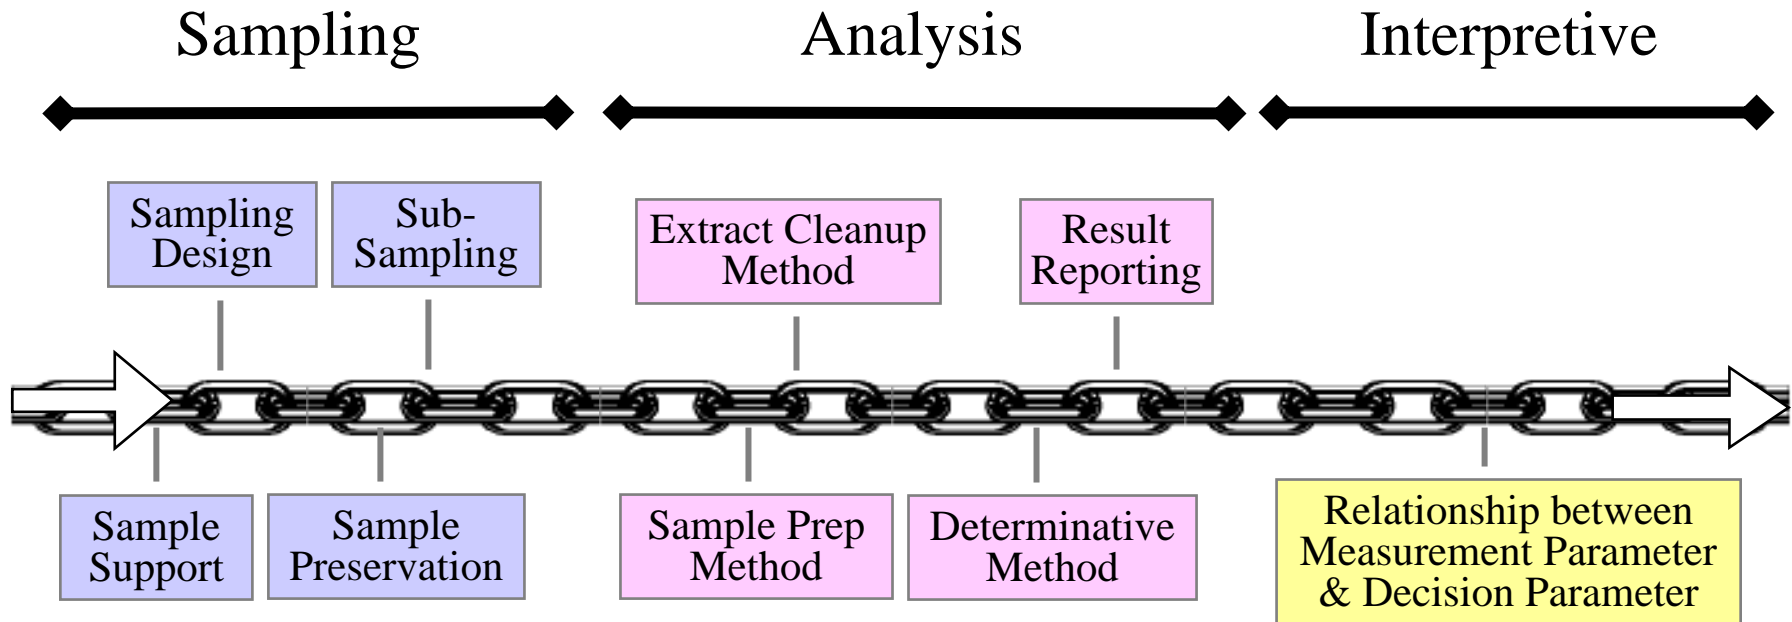 Sampling
Analysis
Interpretive
Sampling
Design
Sub-
Sampling
Extract Cleanup
Method
Result
Reporting
Sample
Support
Sample
Preservation
Sample Prep
Method
Determinative
Method
Relationship between
Measurement Parameter
& Decision Parameter